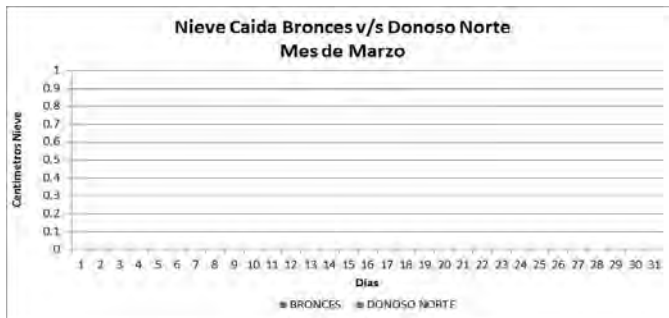 Nieve Caida Bronces v/s Donoso Norte
Mes de Marzo
Centimetros Nieve
1
0.9
0.8
0.7
0.6
0.5
0.4
0.3
0.2
0.1
0
1 2 3 4 5 6 7 8 9 10 11 12 13 14 15 16 17 18 19 20 21 22 23 24 25 26 27 28 29 30 31
Dias
BRONCES DONOSO NORTE